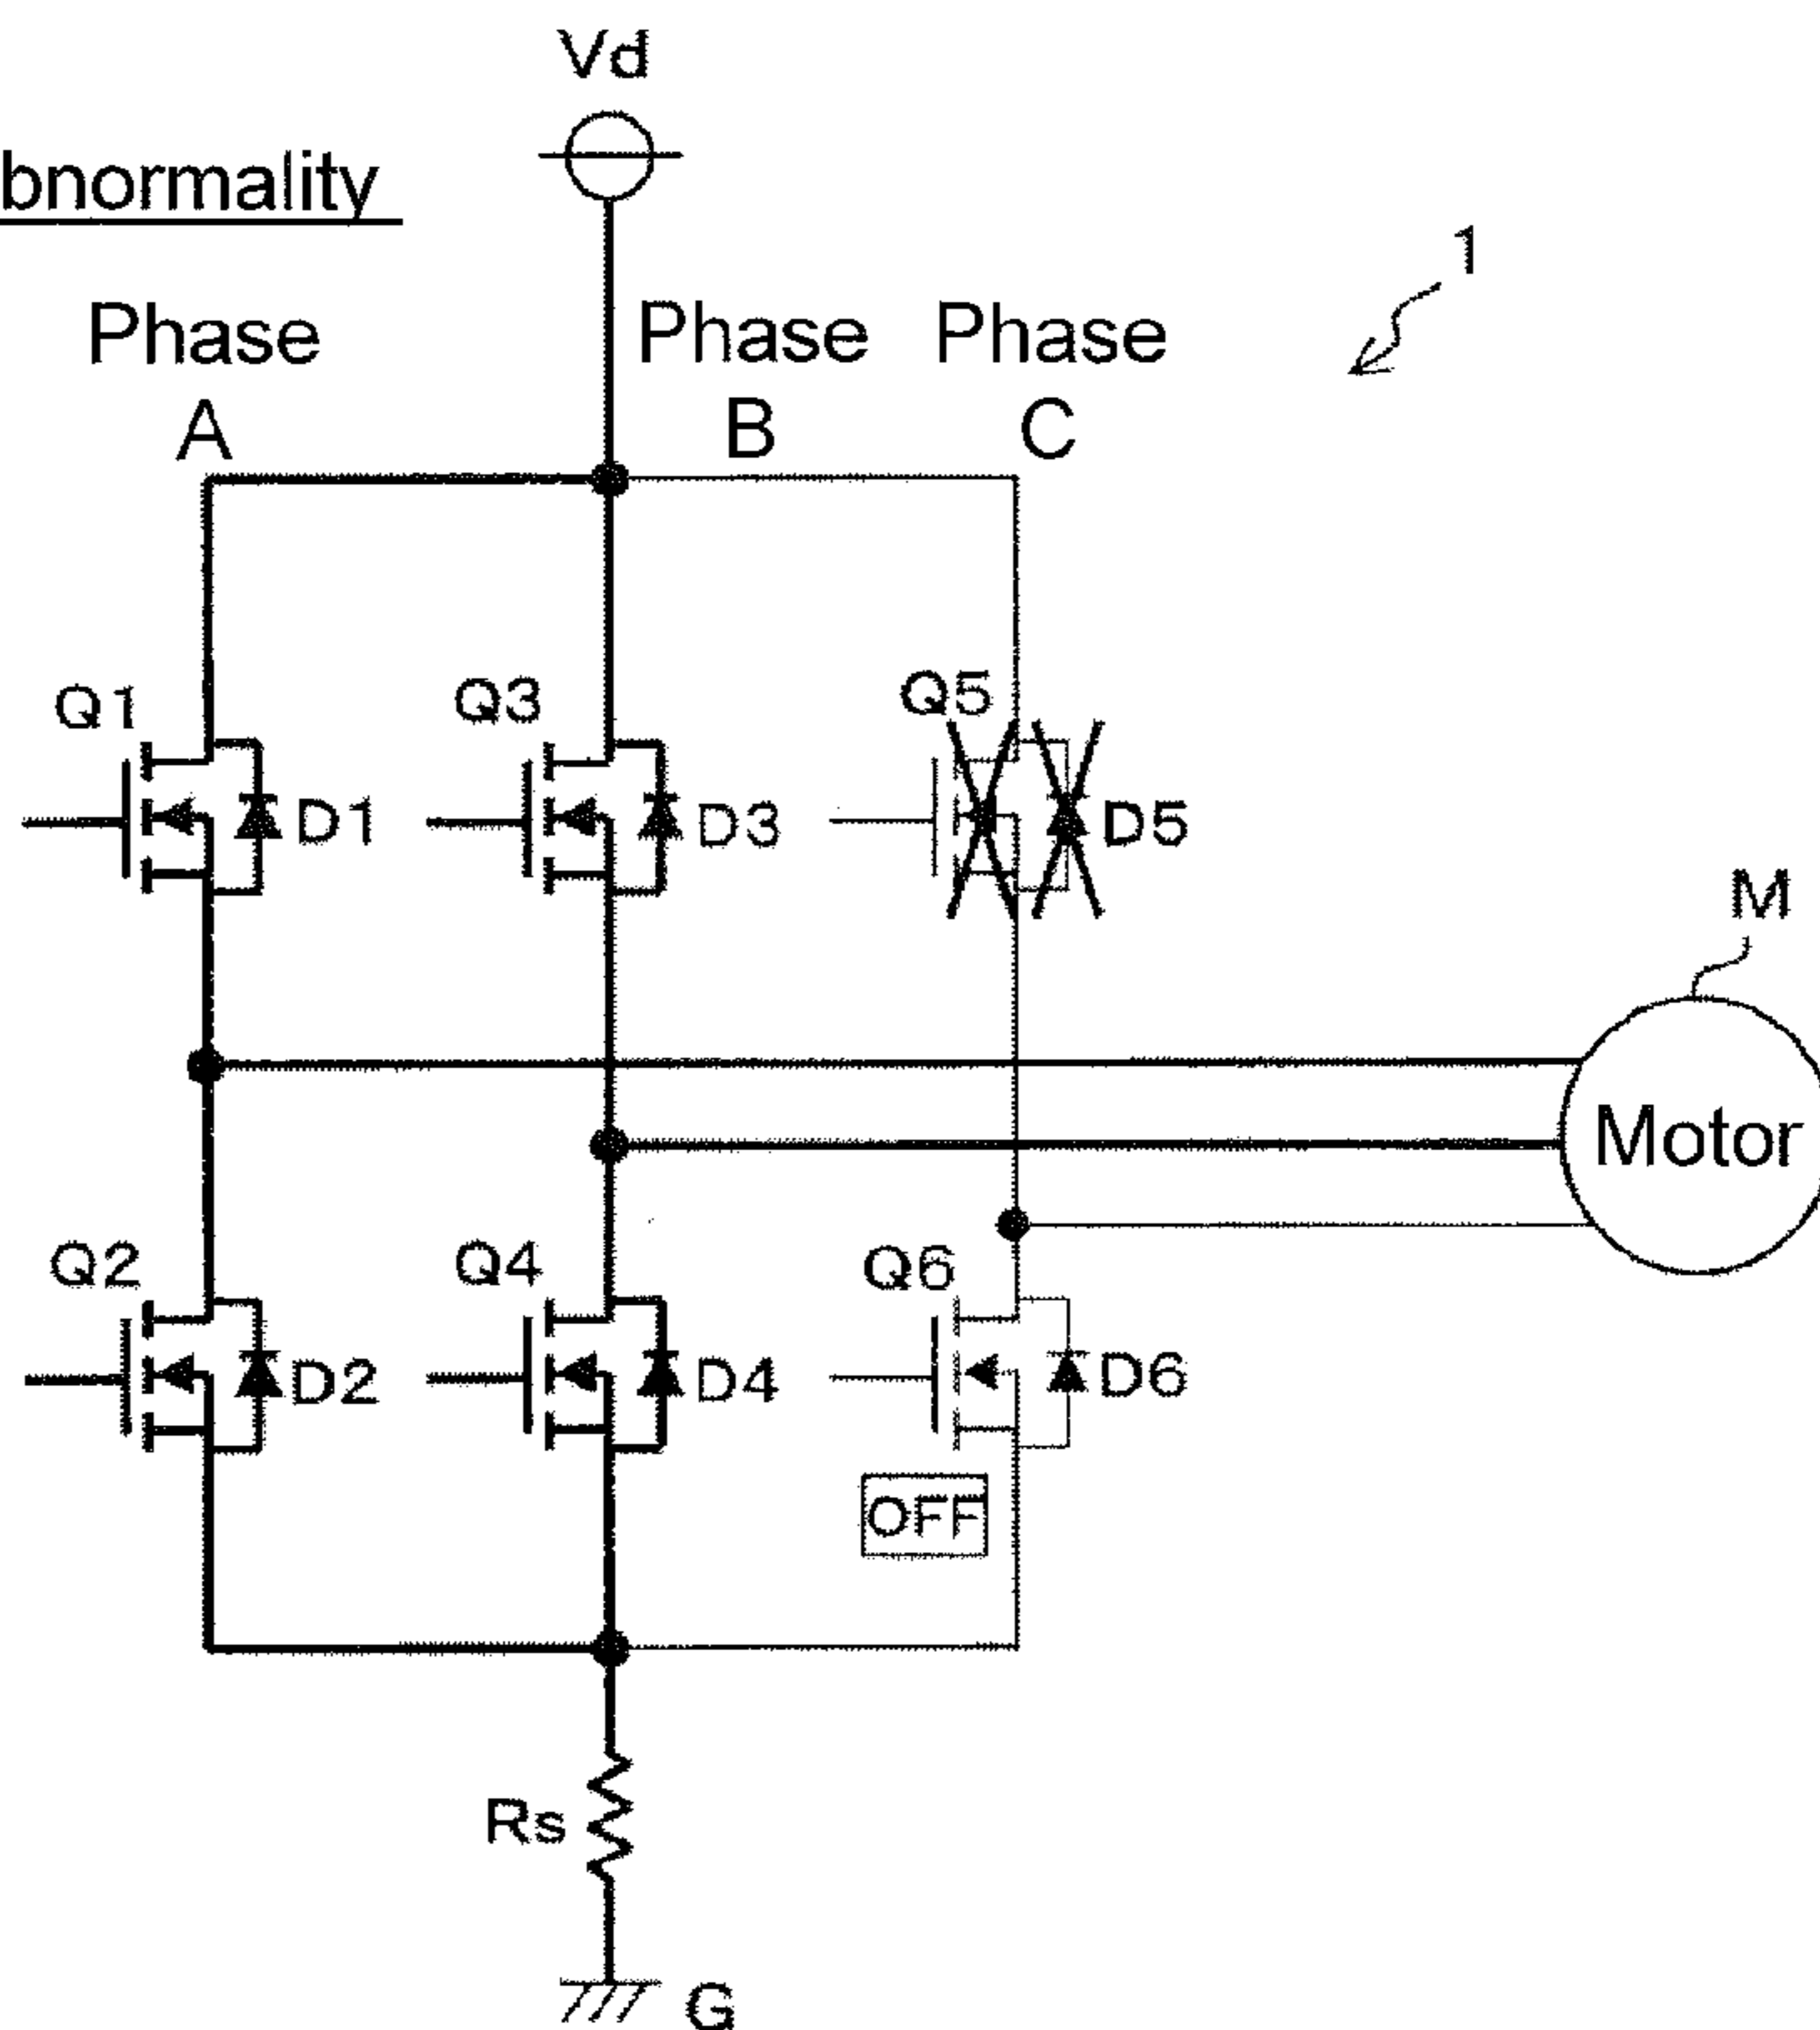 Vd
bnormality
1
Phase
A
Phase
B
Phase
C
Q1
D1
Q3
D3
Q5
D5
M
Motor
Q2
D2
Q4
D4
Q6
D6
OFF
Rs
G